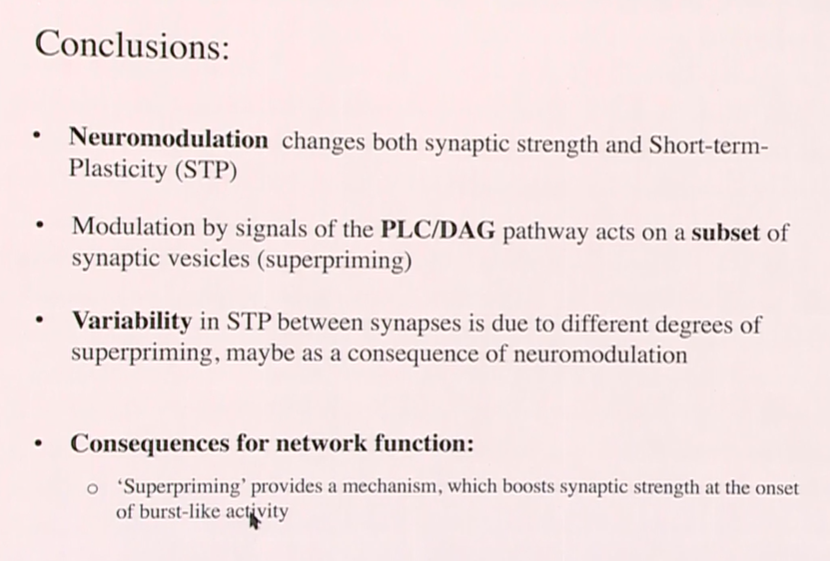 Conclusions:
• Neuromodulation changes both synaptic strength and Short-term-
Plasticity (STP)
• Modulation by signals of the PLC/DAG pathway acts on a subset of
synaptic vesicles (superpriming)
• Variability in STP between synapses is due to different degrees of
superpriming, maybe as a consequence of neuromodulation
• Consequences for network function:
o 'Superpriming' provides a mechanism, which boosts synaptic strength at the onset
of burst-like activity